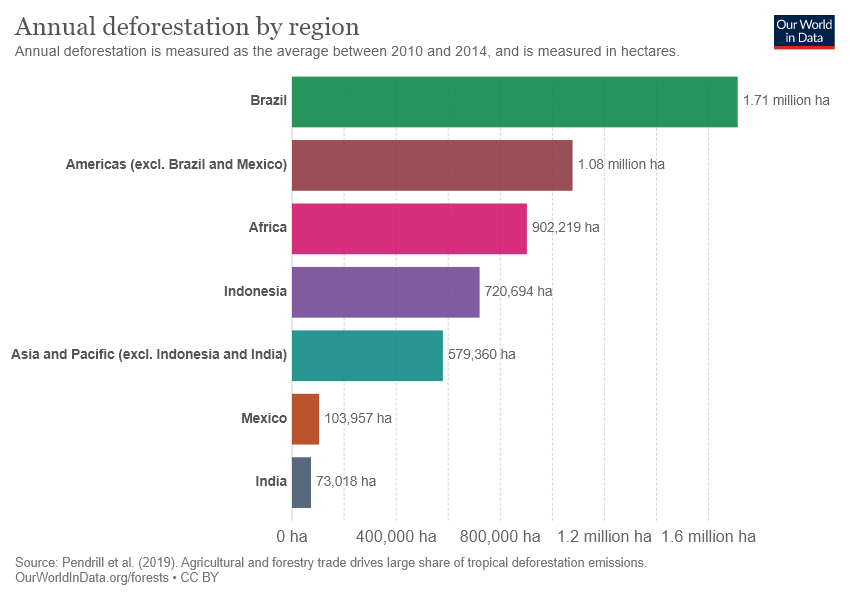 Annual deforestation by region
Our World
in Data
Annual deforestation is measured as the average between 2010 and 2014, and is measured in hectares.
Brazil
1.71 million ha
Americas (excl. Brazil and Mexico)
1.08 million ha
Africa
902,219 ha
Indonesia
720,694 ha
Asia and Pacific (excl. Indonesia and India)
579,360 ha
Mexico
103,957 ha
India
73,018 ha
0 ha
400,000 ha
800,000 ha
1.2 million ha
1.6 million ha
Source: Pendrill et al. (2019). Agricultural and forestry trade drives large share of tropical deforestation emissions.
OurWorldInData.org/forests • CC BY